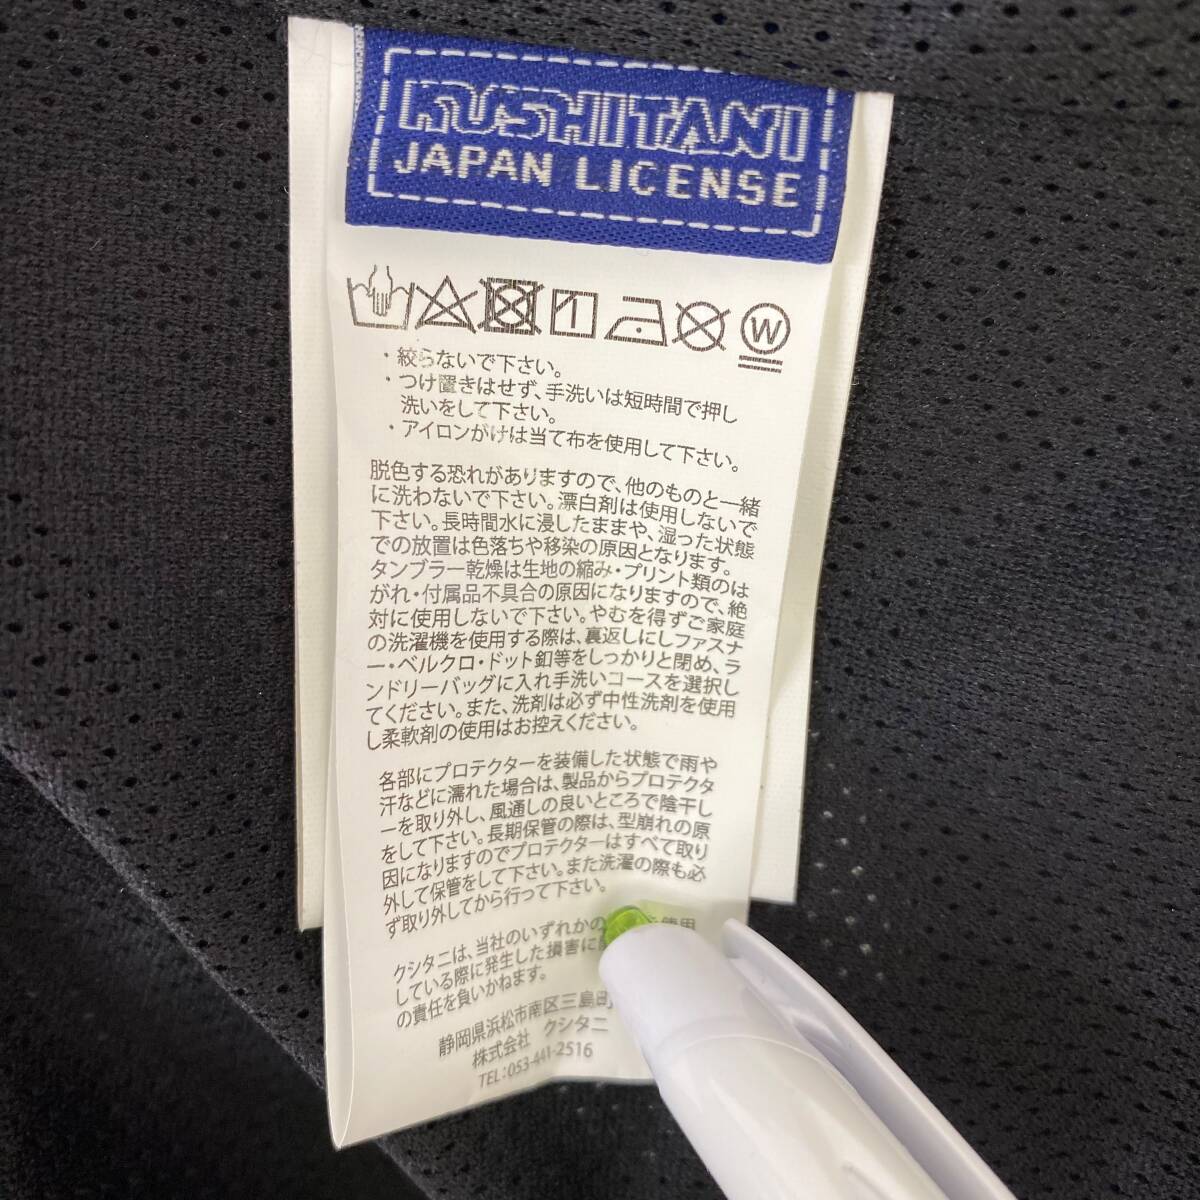 KUSHITANI
JAPAN LICENSE
W
・絞らないで下さい。
・つけ置きはせず、手洗いは短時間で押し
洗いをして下さい。
・アイロンがけは当て布を使用して下さい。
脱色する恐れがありますので、他のものと一緒
に洗わないで下さい。漂白剤は使用しないで
下さい。長時間水に浸したままや、湿った状態
での放置は色落ちや移染の原因となります。
タンブラー乾燥は生地の縮み・プリント類のは
がれ・付属品不具合の原因になりますので、絶
対に使用しないで下さい。やむを得ずご家庭
の洗濯機を使用する際は、裏返しにしファスナ
ー・ベルクロ・ドット釦等をしっかりと閉め、ラ
ンドリーバッグに入れ手洗いコースを選択し
てください。また、洗剤は必ず中性洗剤を使用
し柔軟剤の使用はお控えください。
各部にプロテクターを装備した状態で雨や
汗などに濡れた場合は、製品からプロテクタ
ーを取り外し、風通しの良いところで陰干し
をして下さい。長期保管の際は、型崩れの原
因になりますのでプロテクターはすべて取り
外して保管をして下さい。また洗濯の際も必
ず取り外してから行って下さい。
クシタニは、当社のいずれかの を使用
している際に発生した損害に
の責任を負いかねます。
静岡県浜松市南区三島町
株式会社 クシタニ
TEL:053-441-2516